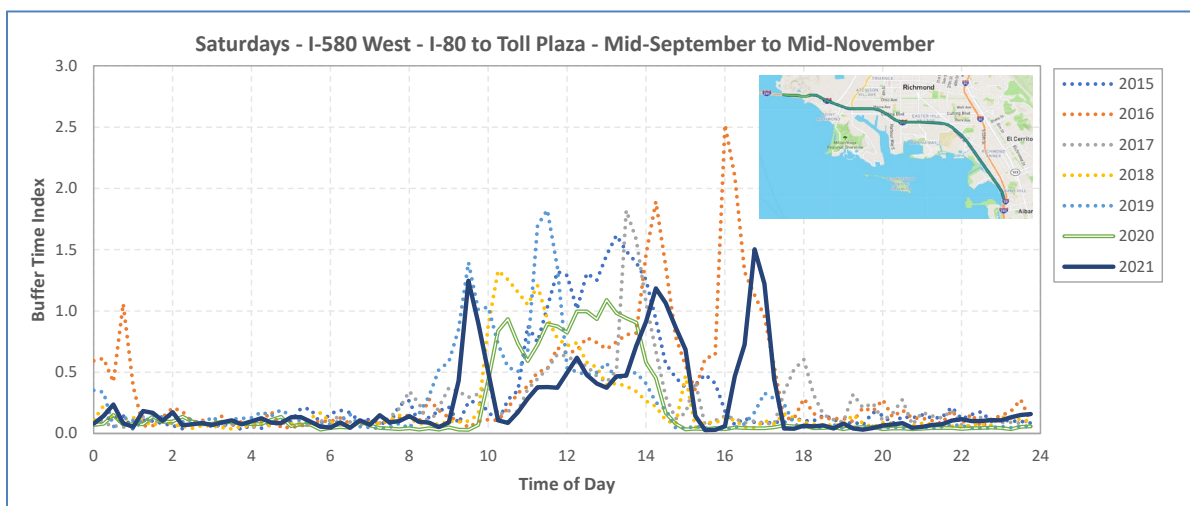 Saturdays - I-580 West - I-80 to Toll Plaza - Mid-September to Mid-November
Buffer Time Index
3.0
2.5
2.0
1.5
1.0
0.5
0.0
0 2 4 6 8 10 12 14 16 18 20 22 24
Time of Day
Richmond
El Cerrito
Alban
2015
2016
2017
2018
2019
2020
2021